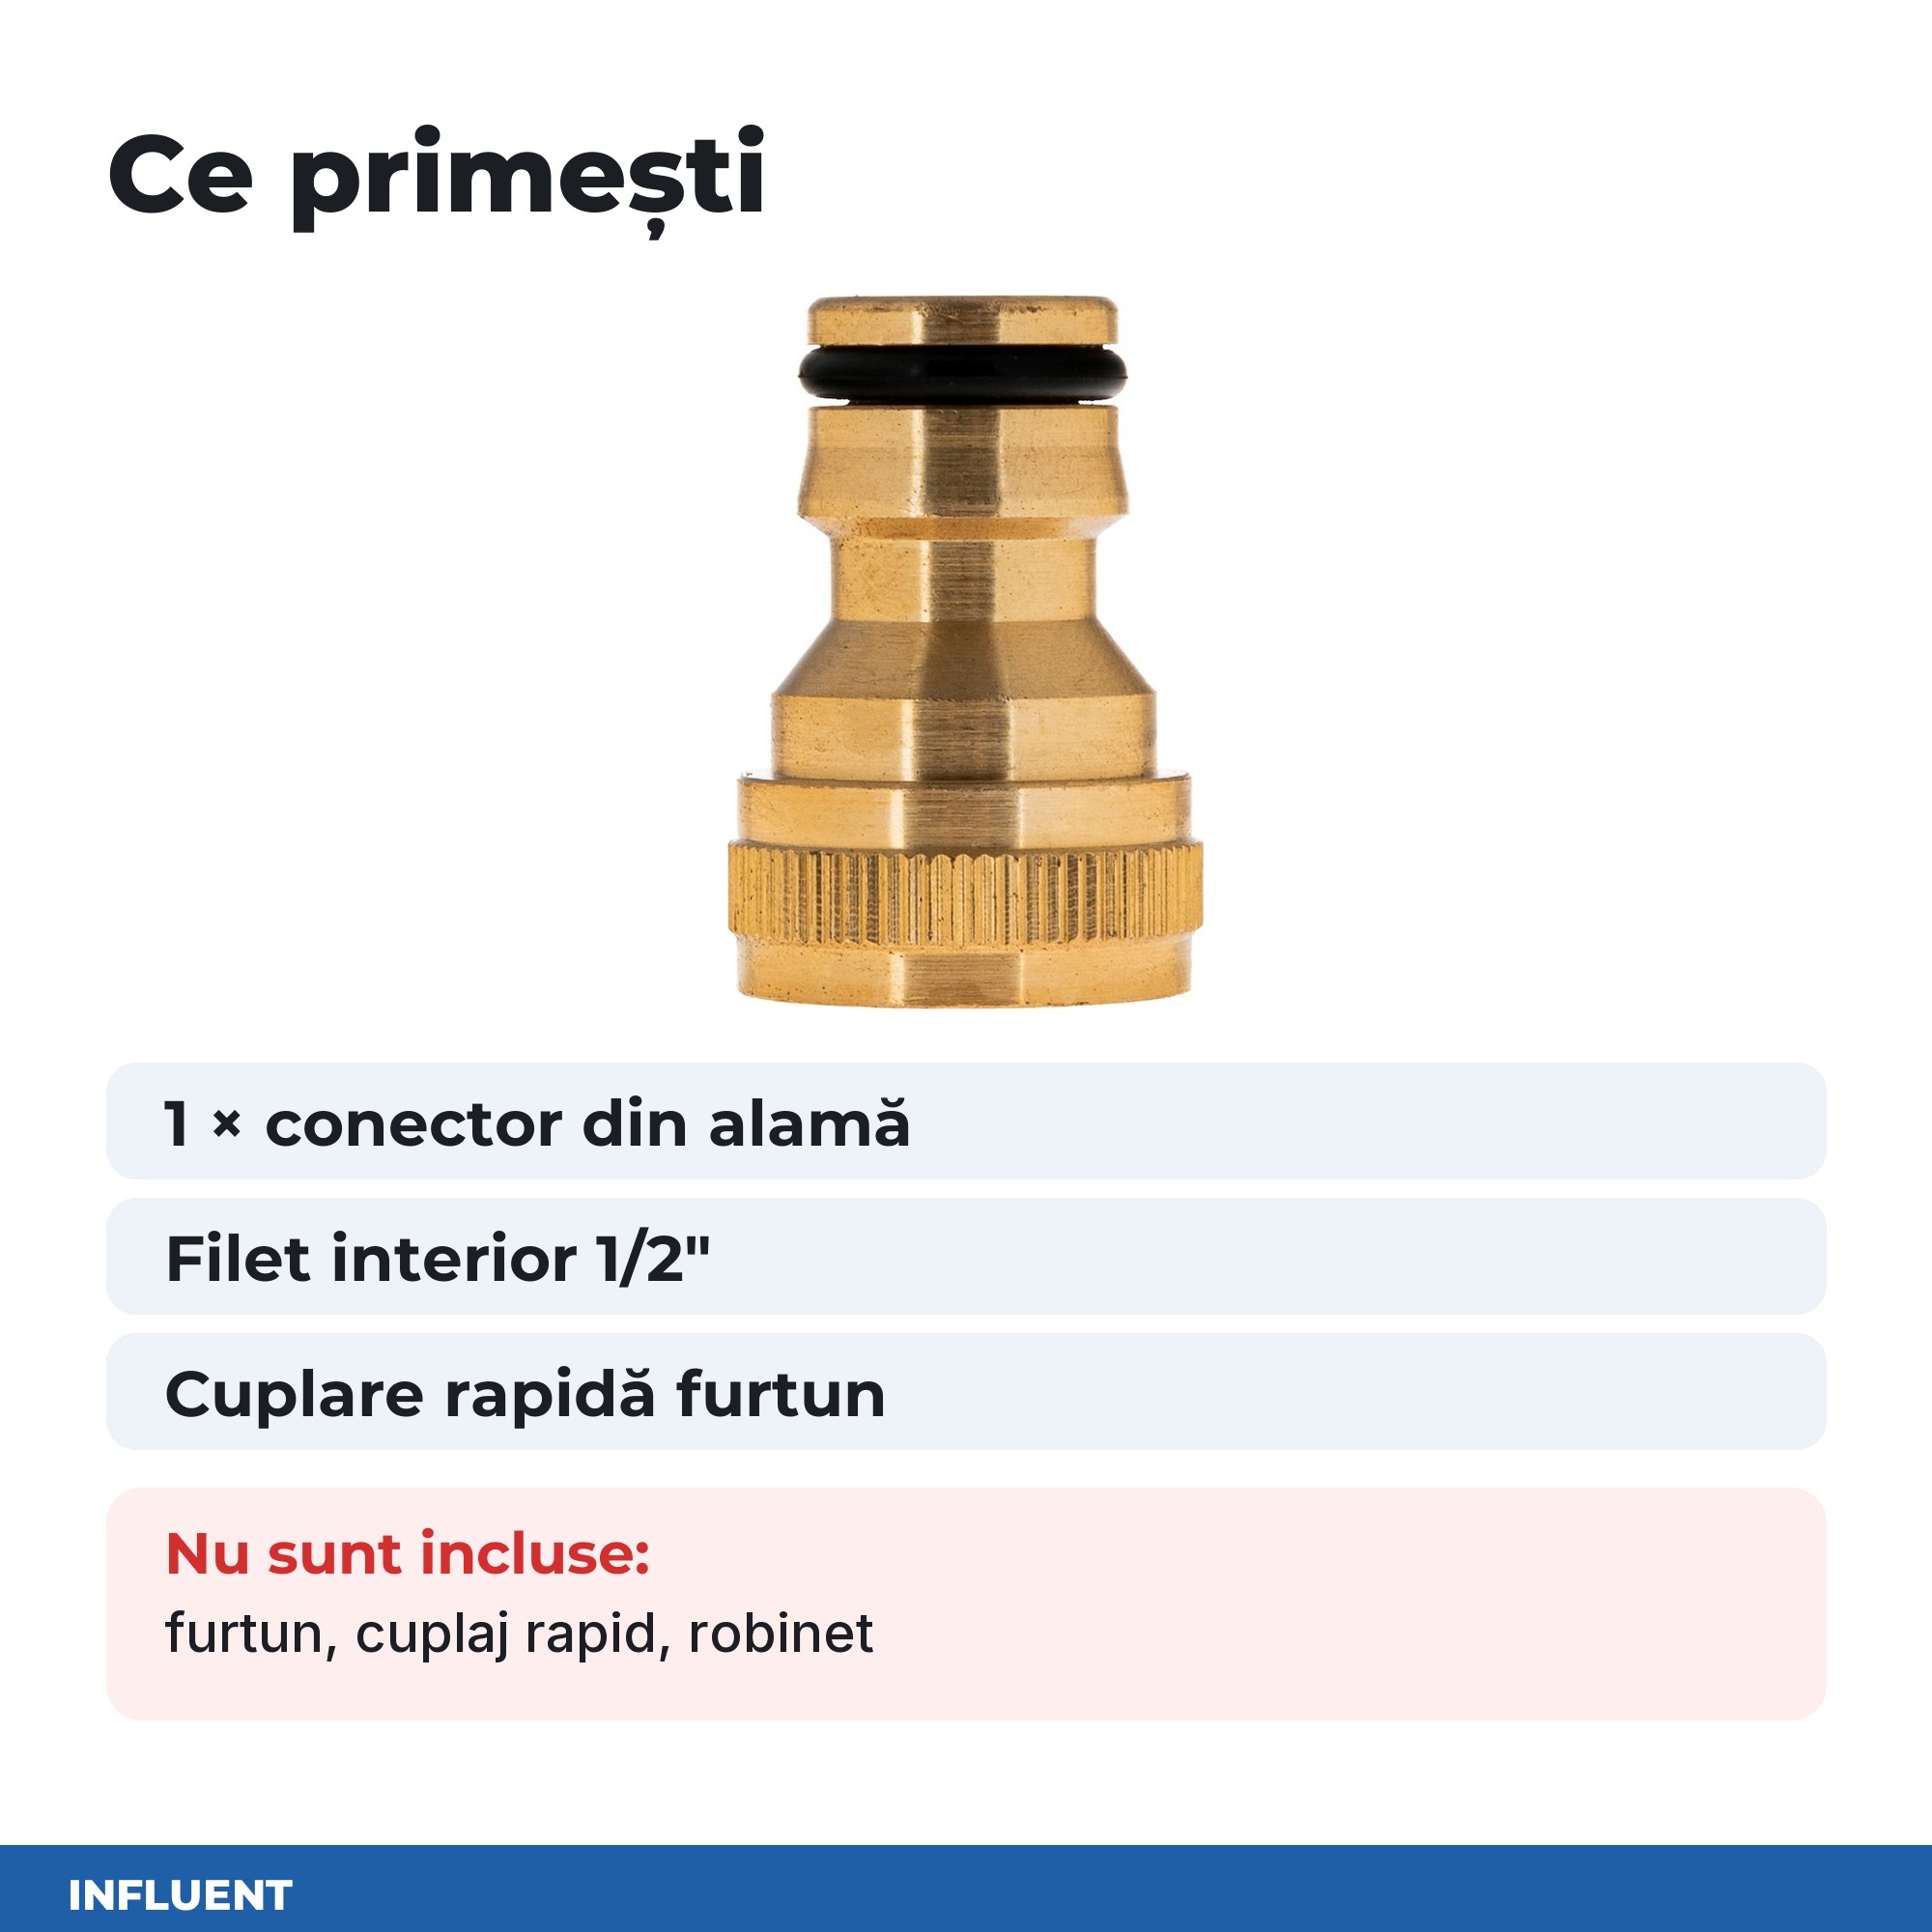 Ce primești
1 × conector din alamă
Filet interior 1/2"
Cuplare rapidă furtun
Nu sunt incluse:
furtun, cuplaj rapid, robinet
INFLUENT